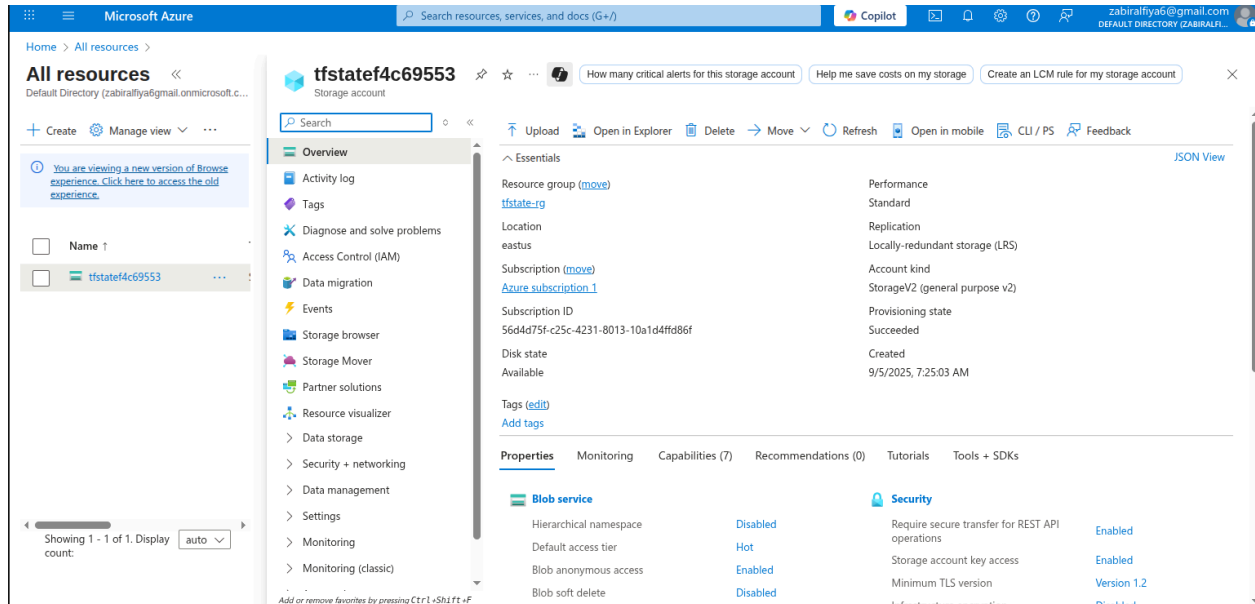 Microsoft Azure
Search resources, services, and docs (G+/)
Copilot
zabiralfiya6@gmail.com
DEFAULT DIRECTORY (ZABIRALFI...
Home > All resources >
All resources
Default Directory (zabiralfiya6gmail.onmicrosoft.c...
Create
Manage view
You are viewing a new version of Browse
experience. Click here to access the old
experience.
Name ↑
tfstatef4c69553
Showing 1 - 1 of 1. Display
auto
count:
tfstatef4c69553
Storage account
How many critical alerts for this storage account
Help me save costs on my storage
Create an LCM rule for my storage account
Search
Overview
Activity log
Tags
Diagnose and solve problems
Access Control (IAM)
Data migration
Events
Storage browser
Storage Mover
Partner solutions
Resource visualizer
Data storage
Security + networking
Data management
Settings
Monitoring
Monitoring (classic)
Add or remove favorites by pressing Ctrl+Shift+F
Upload
Open in Explorer
Delete
Move
Refresh
Open in mobile
CLI / PS
Feedback
Essentials
JSON View
Resource group (move)
tfstate-rg
Location
eastus
Subscription (move)
Azure subscription 1
Subscription ID
56d4d75f-c25c-4231-8013-10a1d4ffd86f
Disk state
Available
Tags (edit)
Add tags
Performance
Standard
Replication
Locally-redundant storage (LRS)
Account kind
StorageV2 (general purpose v2)
Provisioning state
Succeeded
Created
9/5/2025, 7:25:03 AM
Properties
Monitoring
Capabilities (7)
Recommendations (0)
Tutorials
Tools + SDKs
Blob service
Hierarchical namespace Disabled
Default access tier Hot
Blob anonymous access Enabled
Blob soft delete Disabled
Security
Require secure transfer for REST API
operations
Enabled
Storage account key access Enabled
Minimum TLS version Version 1.2